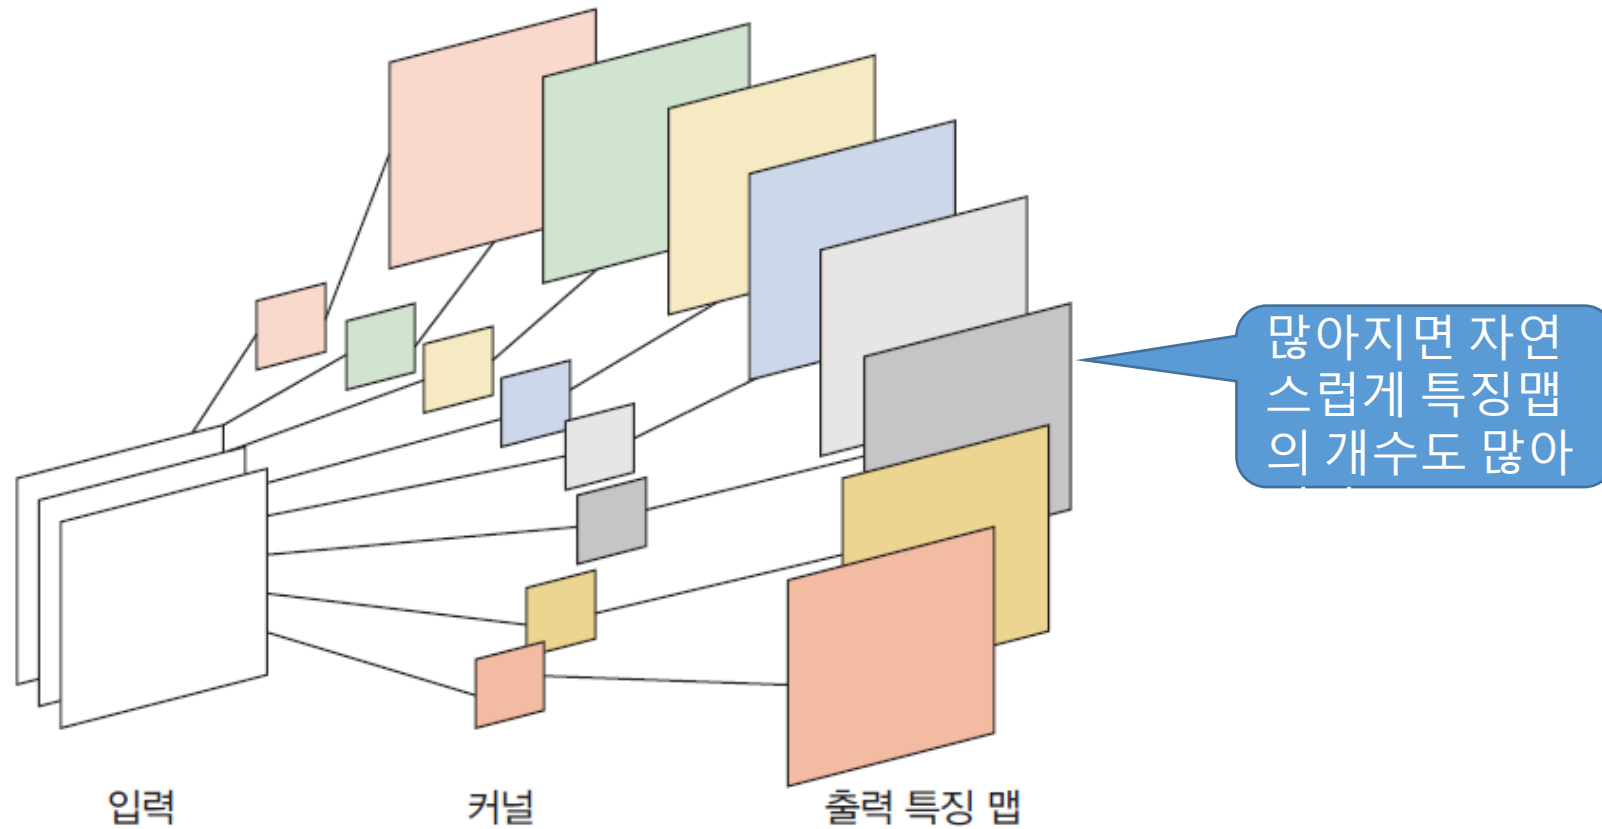 많아지면 자연
스럽게 특징맵
의 개수도 많아
입력
커널
출력 특징 맵